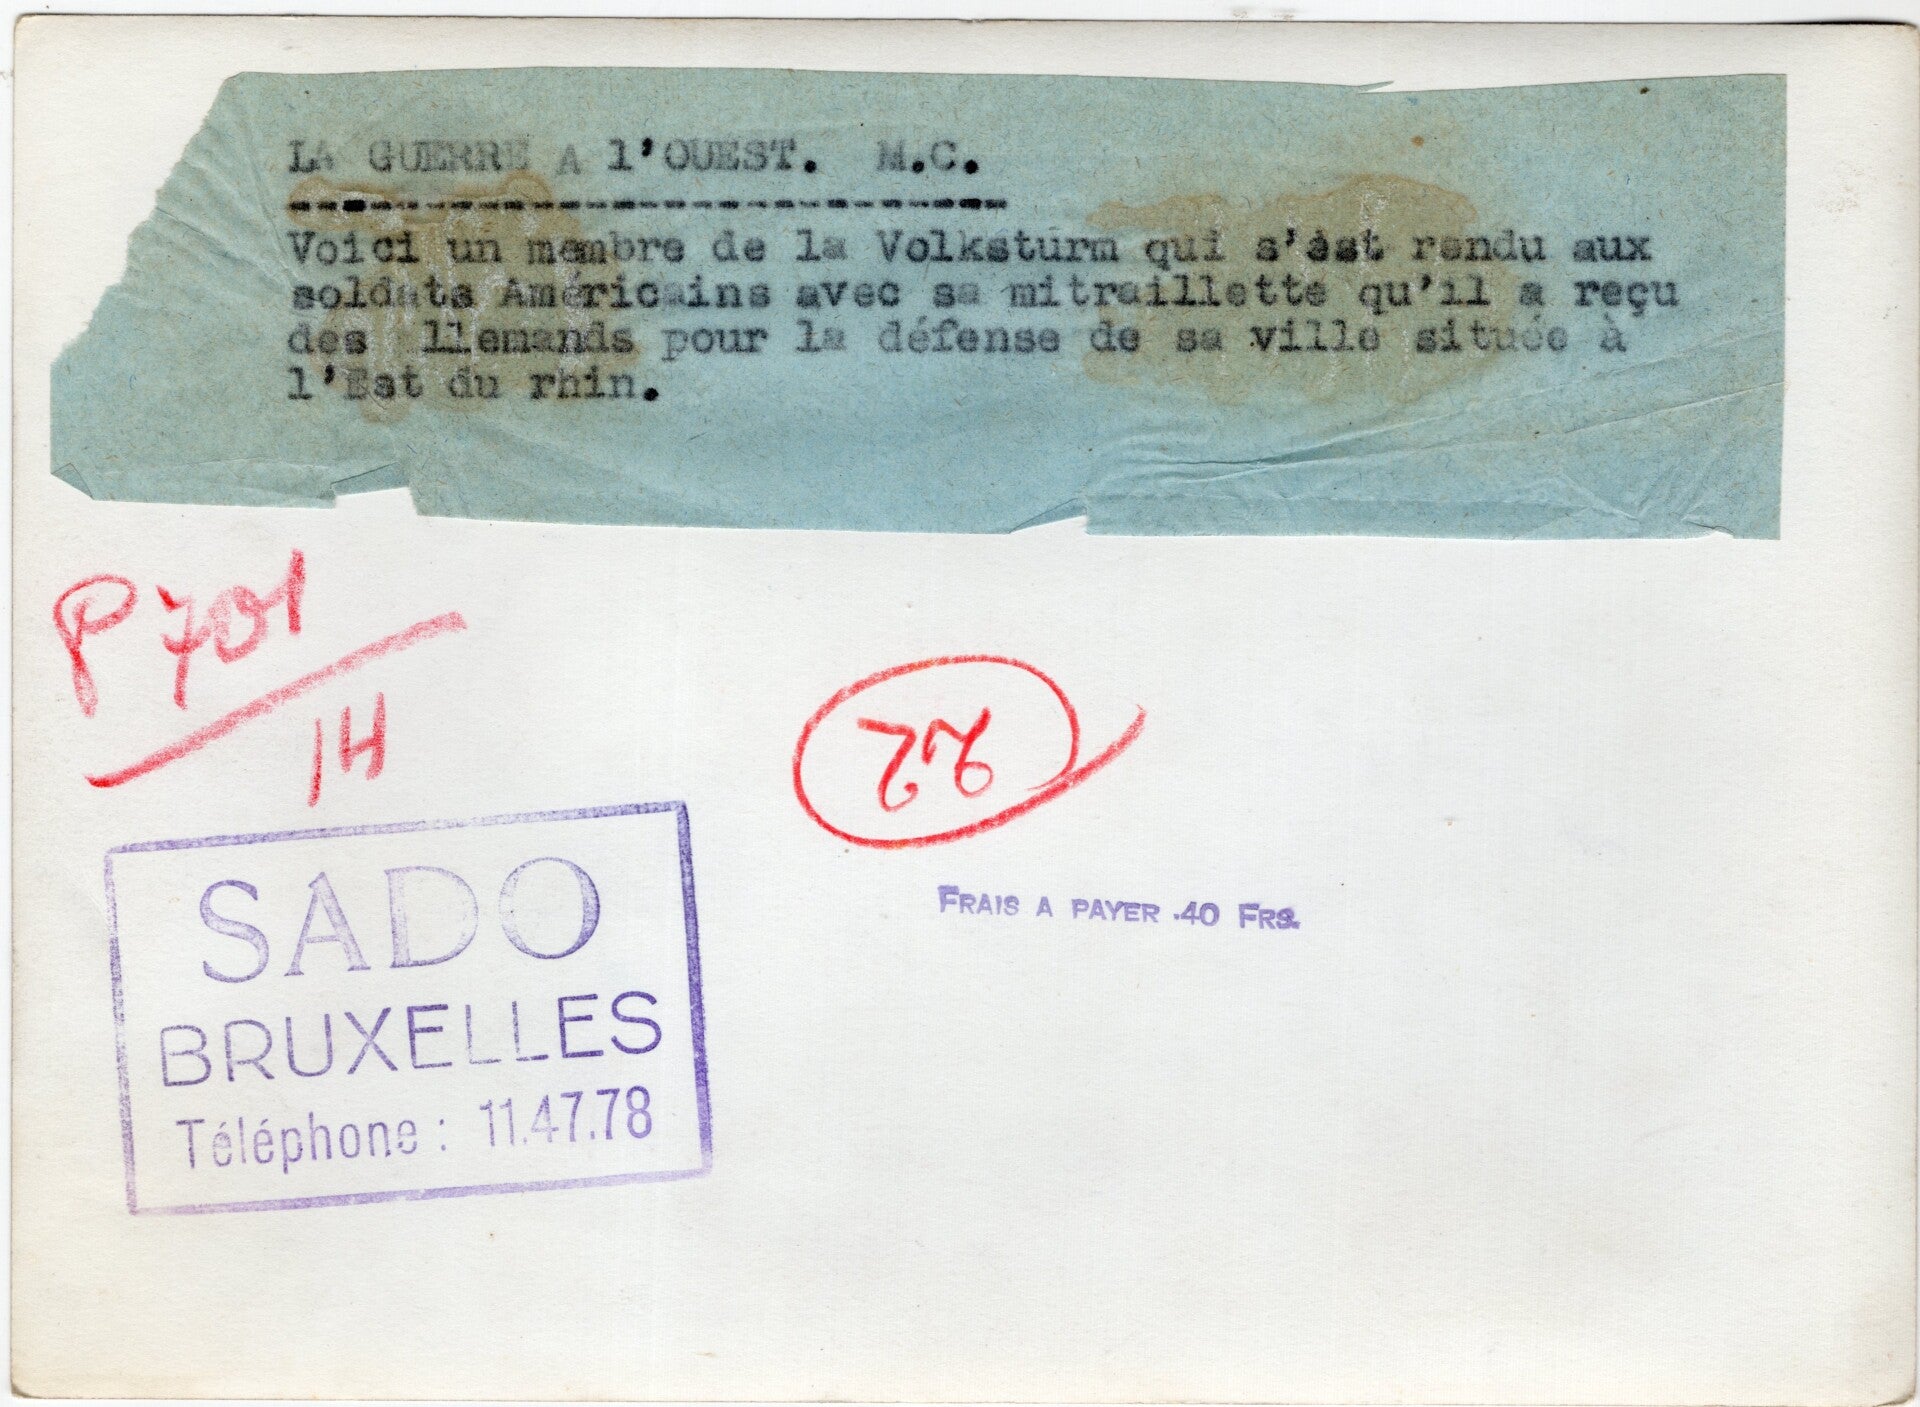 LA GUERRE A l'OUEST. M.C.
Voici un membre de la Volksturm qui s'est rendu aux
soldats Américains avec sa mitraillette qu'il a reçu
des llemands pour la défense de sa ville située à
l'Est du rhin.
P 701
14
SADO
BRUXELLES
Téléphone : 11.47.78
FRAIS A PAYER .40 FRS.